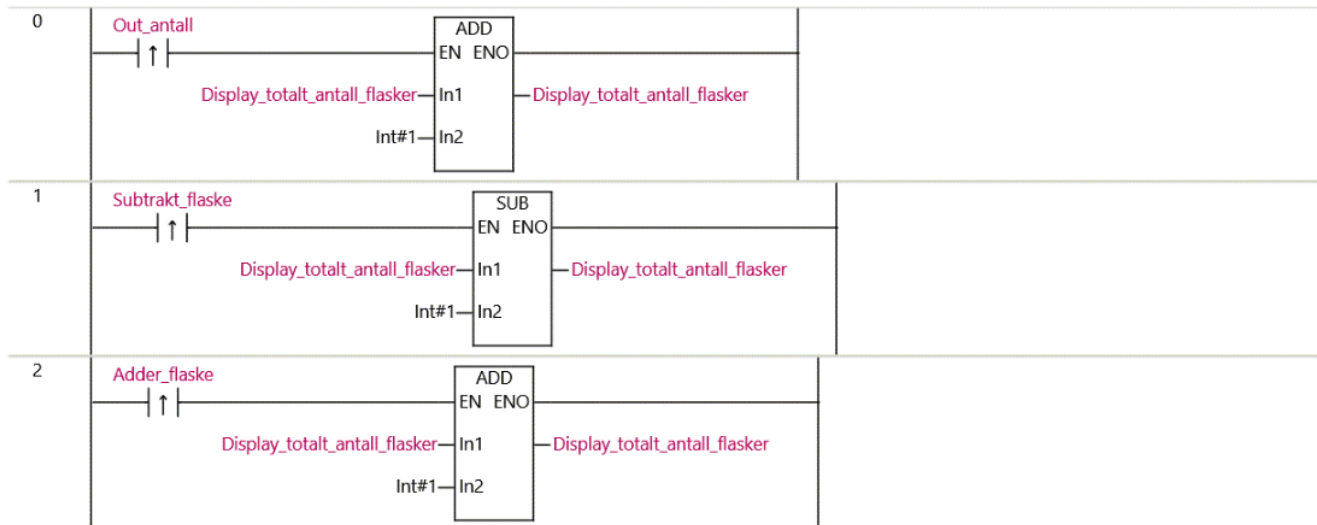 0
Out_antall
ADD
EN ENO
Display_totalt_antall_flasker In1 Display_totalt_antall_flasker
Int#1 In2
1
Subtrakt_flaske
SUB
EN ENO
Display_totalt_antall_flasker In1 Display_totalt_antall_flasker
Int#1 In2
2
Adder_flaske
ADD
EN ENO
Display_totalt_antall_flasker In1 Display_totalt_antall_flasker
Int#1 In2